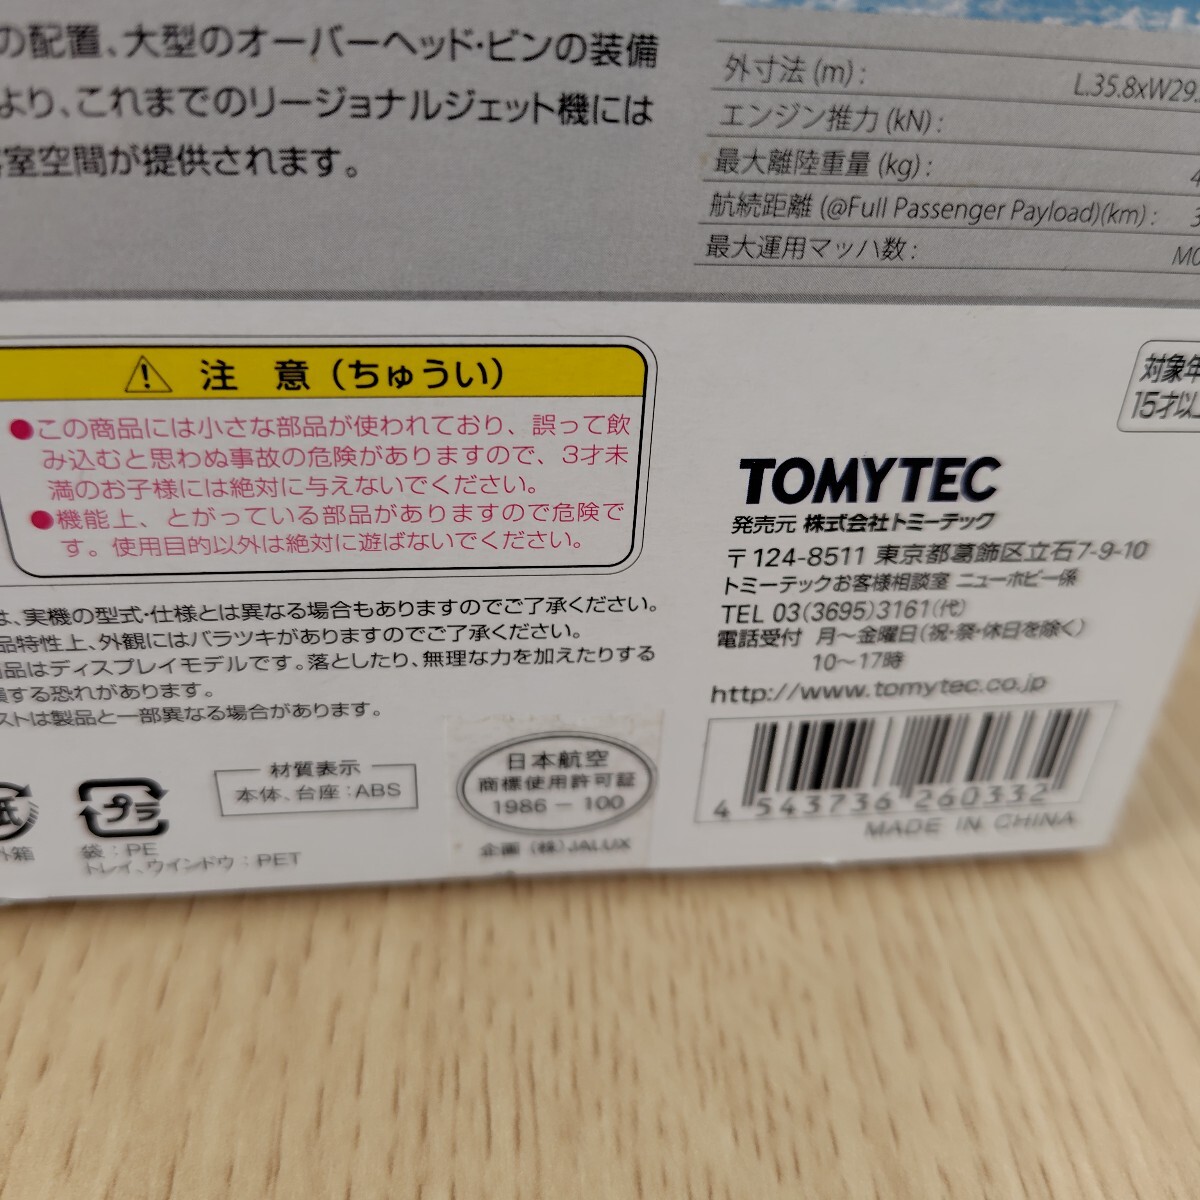 の配置、大型のオーバーヘッド・ビンの装備
より、これまでのリージョナルジェット機には
室空間が提供されます。
外寸法(m): L.35.8xW29.
エンジン推力(kN):
最大離陸重量(kg): 4
航続距離(@Full Passenger Payload)(km): 3
最大運用マッハ数: M0
注 意(ちゅうい)
●この商品には小さな部品が使われており、誤って飲
み込むと思わぬ事故の危険がありますので、3才未
満のお子様には絶対に与えないでください。
●機能上、とがっている部品がありますので危険で
す。使用目的以外は絶対に遊ばないでください。
は、実機の型式・仕様とは異なる場合もありますのでご了承ください。
品特性上、外観にはバラツキがありますのでご了承ください。
商品はディスプレイモデルです。落としたり、無理な力を加えたりする
損する恐れがあります。
ストは製品と一部異なる場合があります。
対象年
15才以上
TOMYTEC
発売元 株式会社トミーテック
〒124-8511 東京都葛飾区立石7-9-10
トミーテックお客様相談室 ニューホビー係
TEL 03(3695)3161(代)
電話受付 月〜金曜日(祝・祭・休日を除く)
10〜17時
http://www.tomytec.co.jp
紙
外箱
プラ
袋:PE
トレイ、ウインドウ:PET
材質表示
本体、台座:ABS
日本航空
商標使用許可証
1986-100
企画(株)JALUX
4 543736 260332
MADE IN CHINA